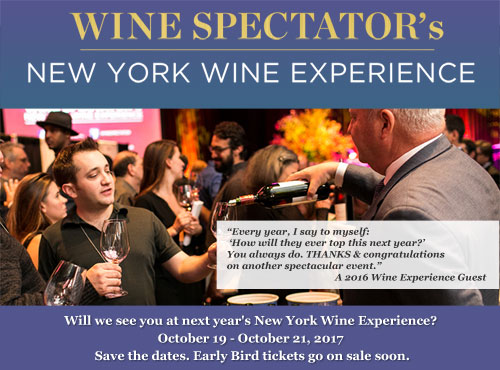 WINE SPECTATOR's
NEW YORK WINE EXPERIENCE
"Every year, I say to myself:
'How will they ever top this next year?'
You always do. THANKS & congratulations
on another spectacular event."
A 2016 Wine Experience Guest
Will we see you at next year's New York Wine Experience?
October 19 - October 21, 2017
Save the dates. Early Bird tickets go on sale soon.